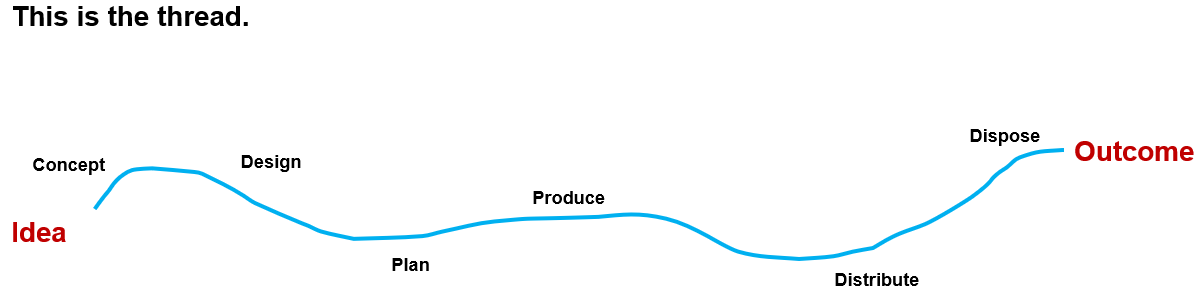 This is the thread.
Concept
Design
Produce
Dispose
Outcome
Idea
Plan
Distribute